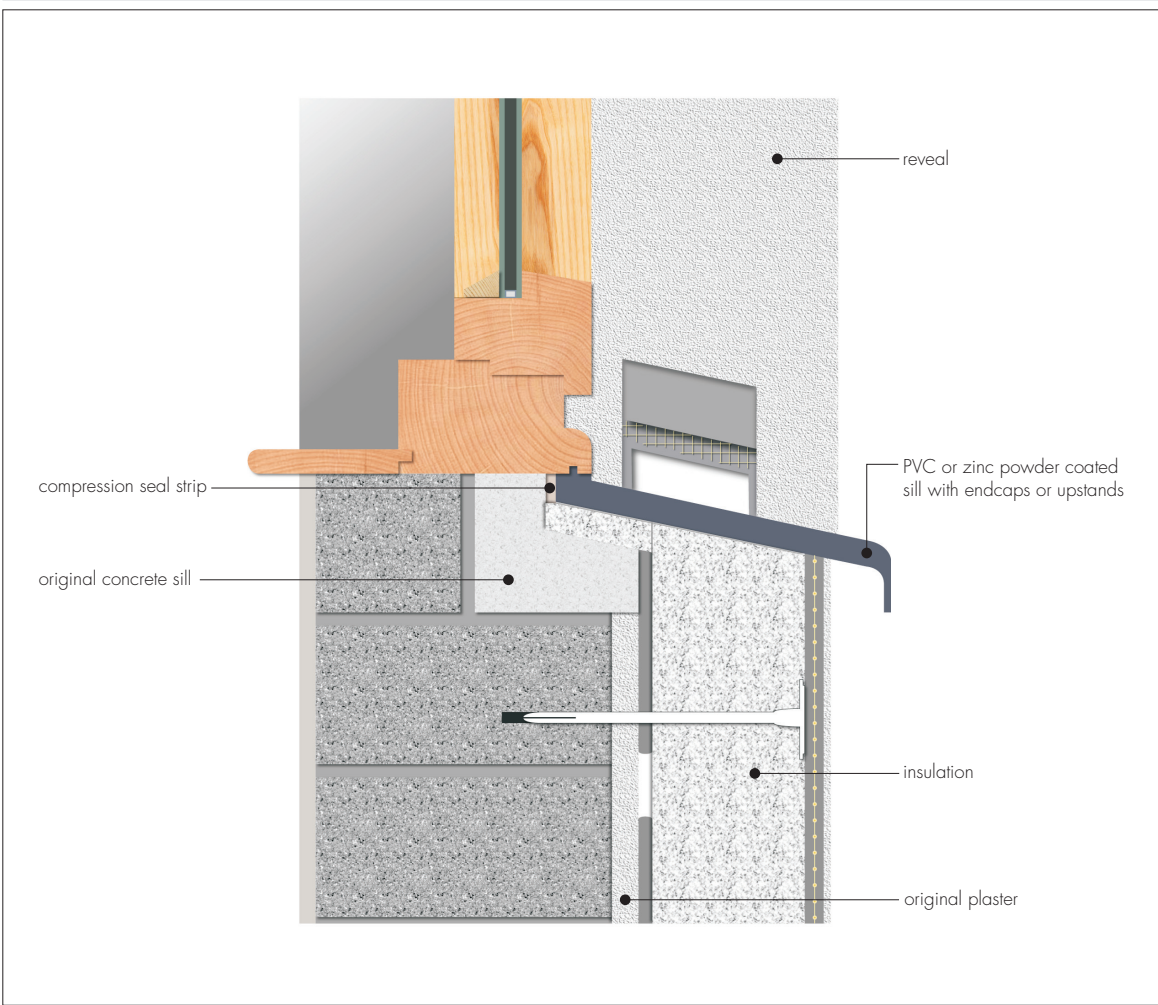 reveal
PVC or zinc powder coated
sill with endcaps or upstands
compression seal strip
original concrete sill
insulation
original plaster